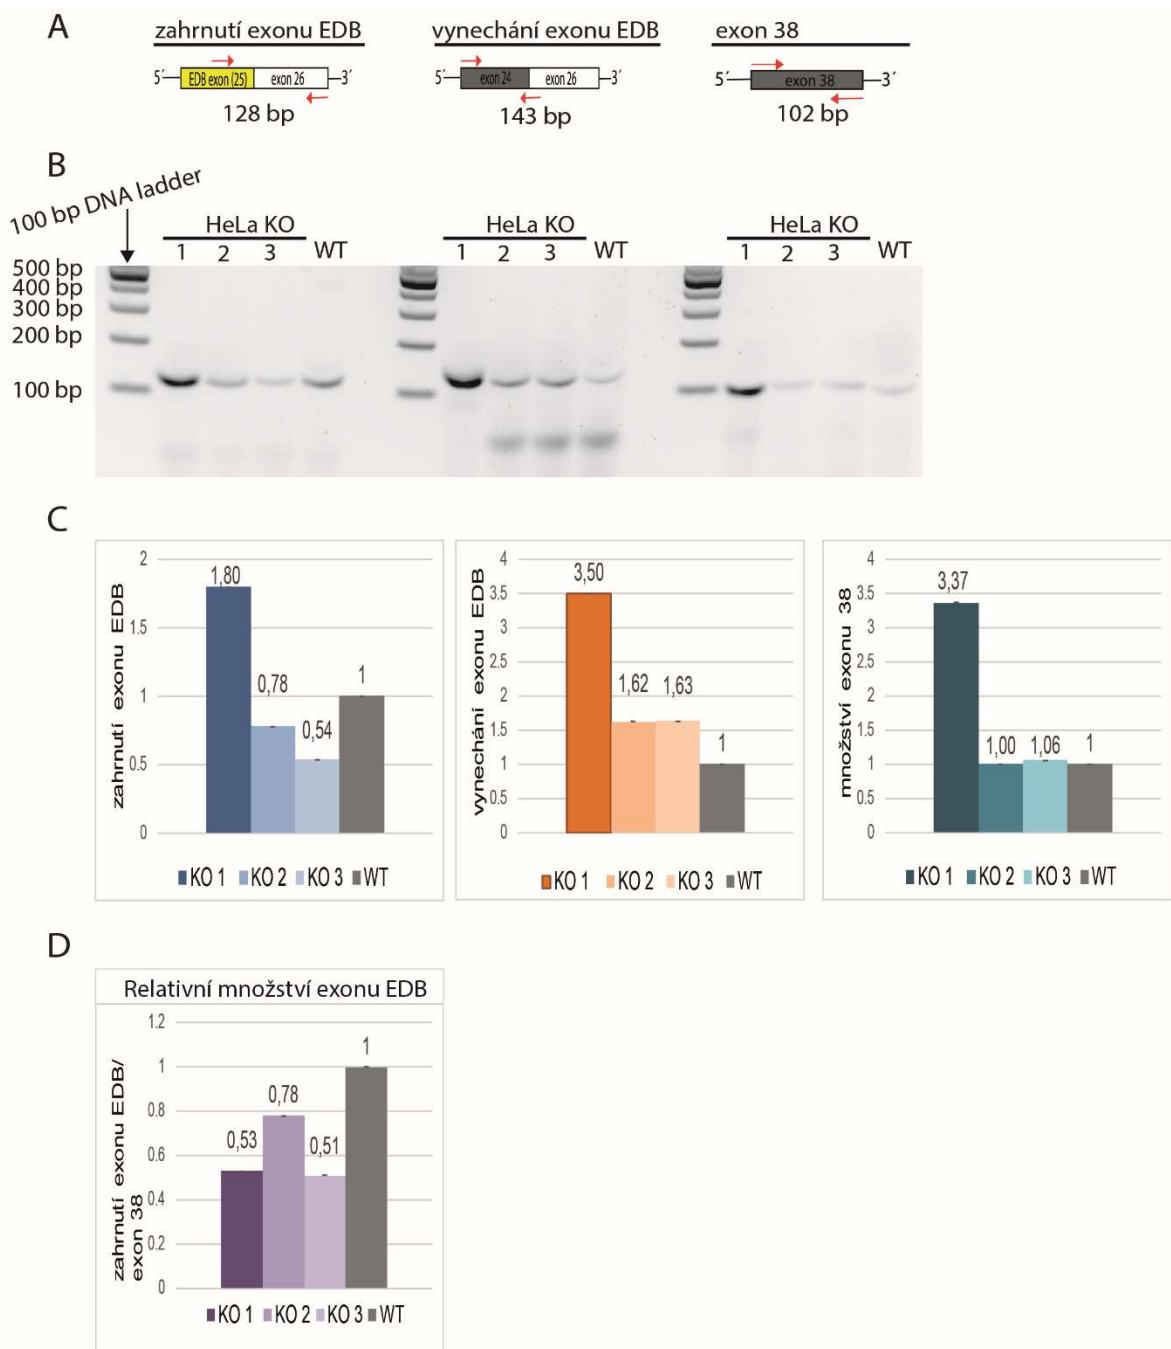 A
zahrnutí exonu EDB
vynechání exonu EDB
exon 38
5´ EDB exon (25) exon 26 3´
5´ exon 24 exon 26 3´
5´ exon 38 3´
128 bp
143 bp
102 bp
B
100 bp DNA ladder
HeLa KO
1 2 3 WT
HeLa KO
1 2 3 WT
HeLa KO
1 2 3 WT
500 bp
400 bp
300 bp
200 bp
100 bp
C
zahrnutí exonu EDB
2
1,5
1
0.5
0
1,80
0,78
0,54
1
KO 1 KO 2 KO 3 WT
vynechání exonu EDB
4
3.5
3
2.5
2
1.5
1
0.5
0
3,50
1,62
1,63
1
KO 1 KO 2 KO 3 WT
množství exonu 38
4
3.5
3
2.5
2
1.5
1
0.5
0
3,37
1,00
1,06
1
KO 1 KO 2 KO 3 WT
D
Relativní množství exonu EDB
zahrnutí exonu EDB/
exon 38
1.2
1
0.8
0.6
0.4
0.2
0
0,53
0,78
0,51
1
KO 1 KO 2 KO 3 WT